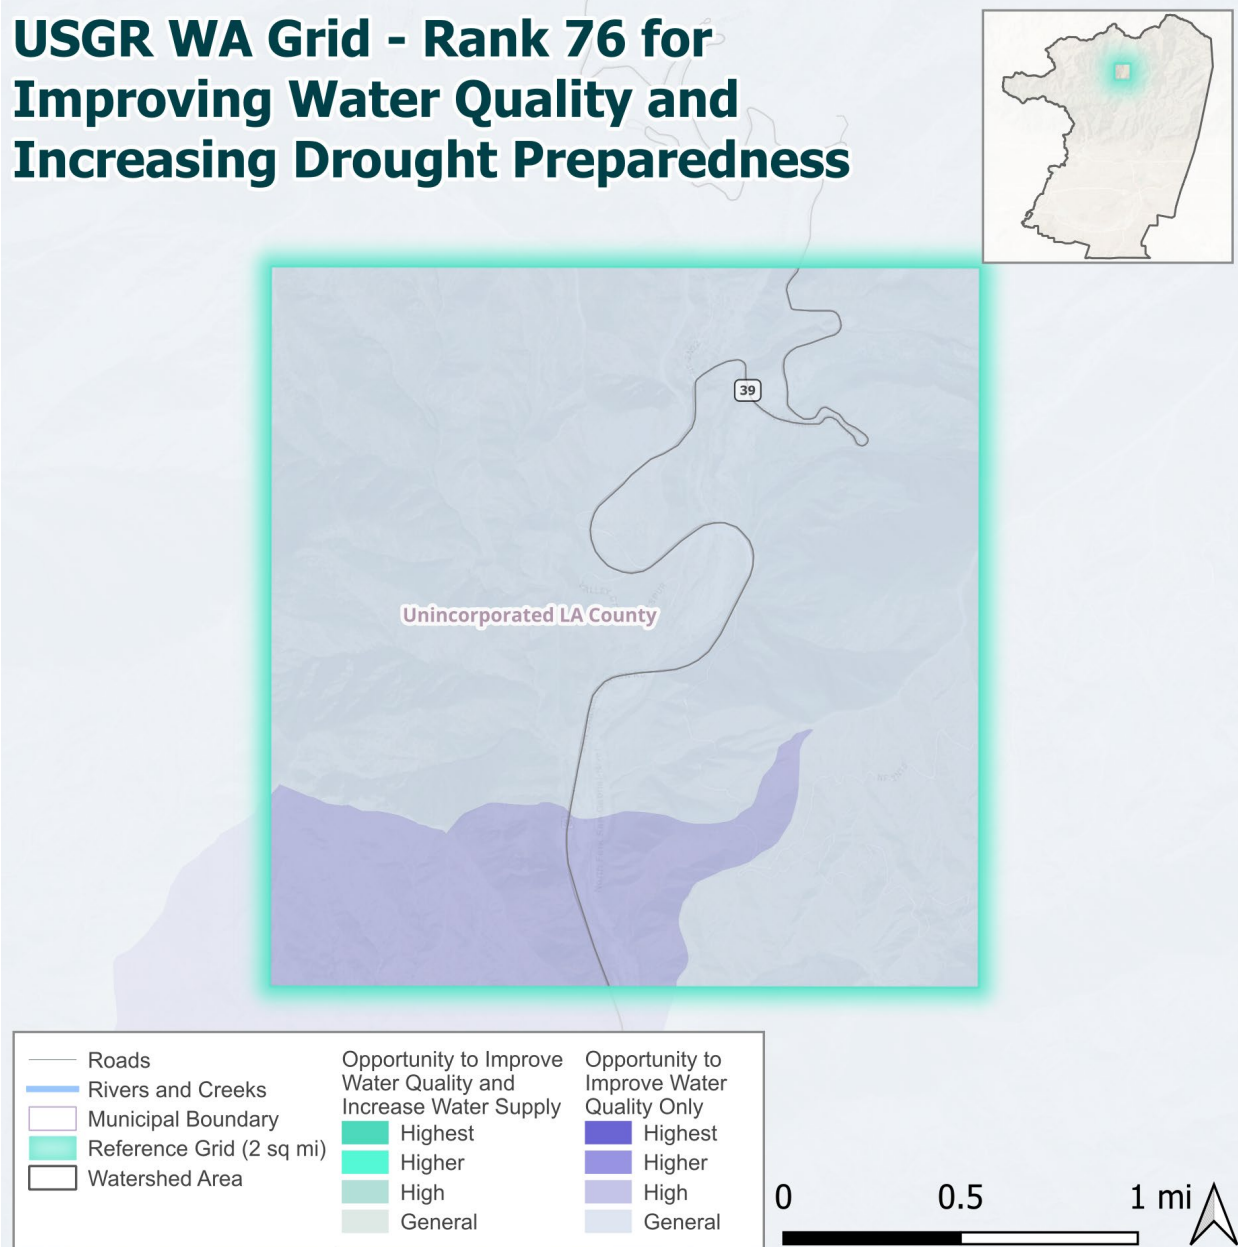 USGR WA Grid - Rank 76 for
Improving Water Quality and
Increasing Drought Preparedness
39
Unincorporated LA County
Roads
Rivers and Creeks
Municipal Boundary
Reference Grid (2 sq mi)
Watershed Area
Opportunity to Improve
Water Quality and
Increase Water Supply
Highest
Higher
High
General
Opportunity to
Improve Water
Quality Only
Highest
Higher
High
General
0 0.5 1 mi